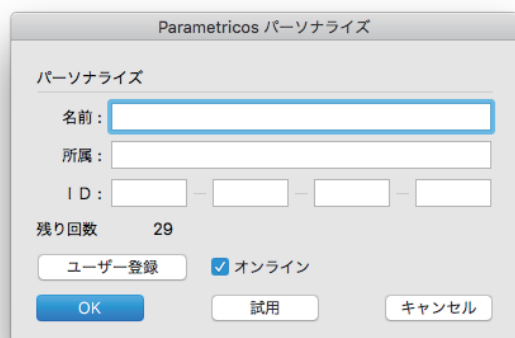 Parametricos パーソナライズ
パーソナライズ
名前：
所属：
ＩＤ：
残り回数 29
ユーザー登録 オンライン
OK 試用 キャンセル